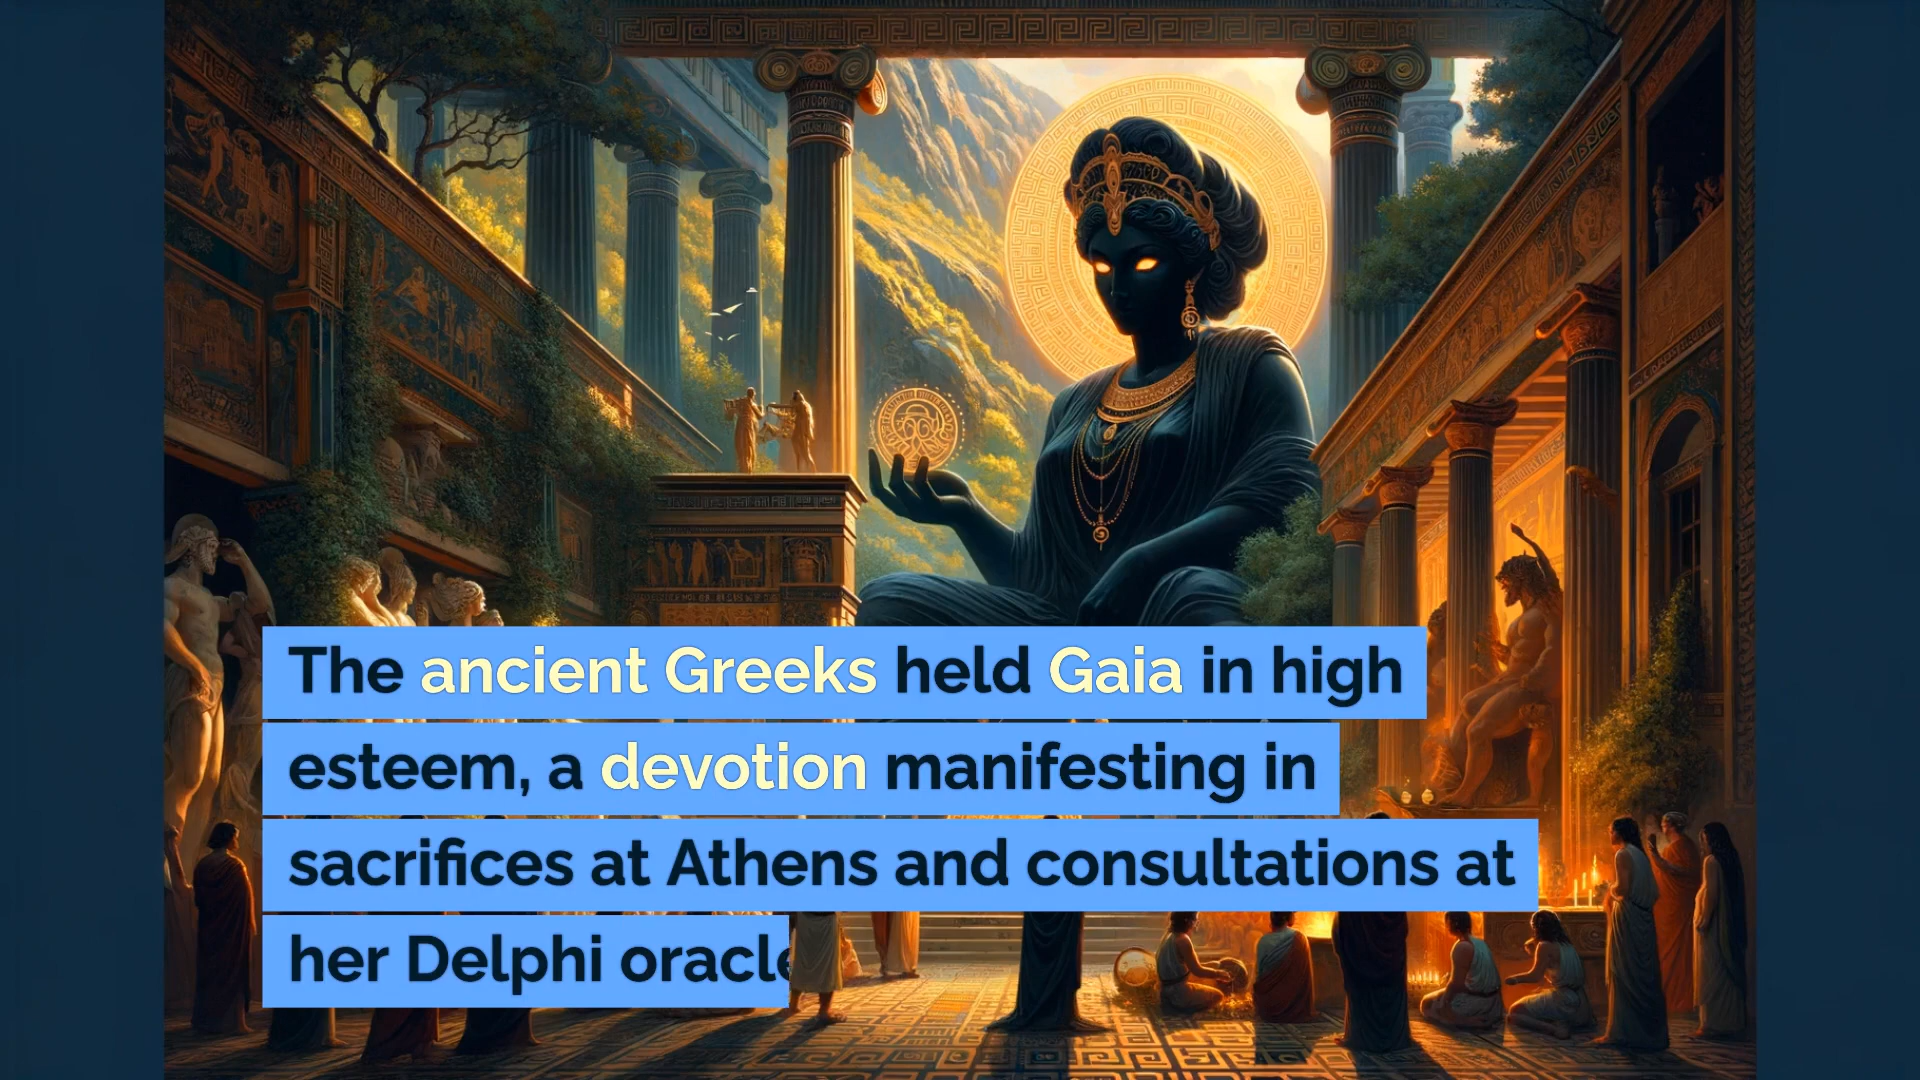 The ancient Greeks held Gaia in high
esteem, a devotion manifesting in
sacrifices at Athens and consultations at
her Delphi oracle